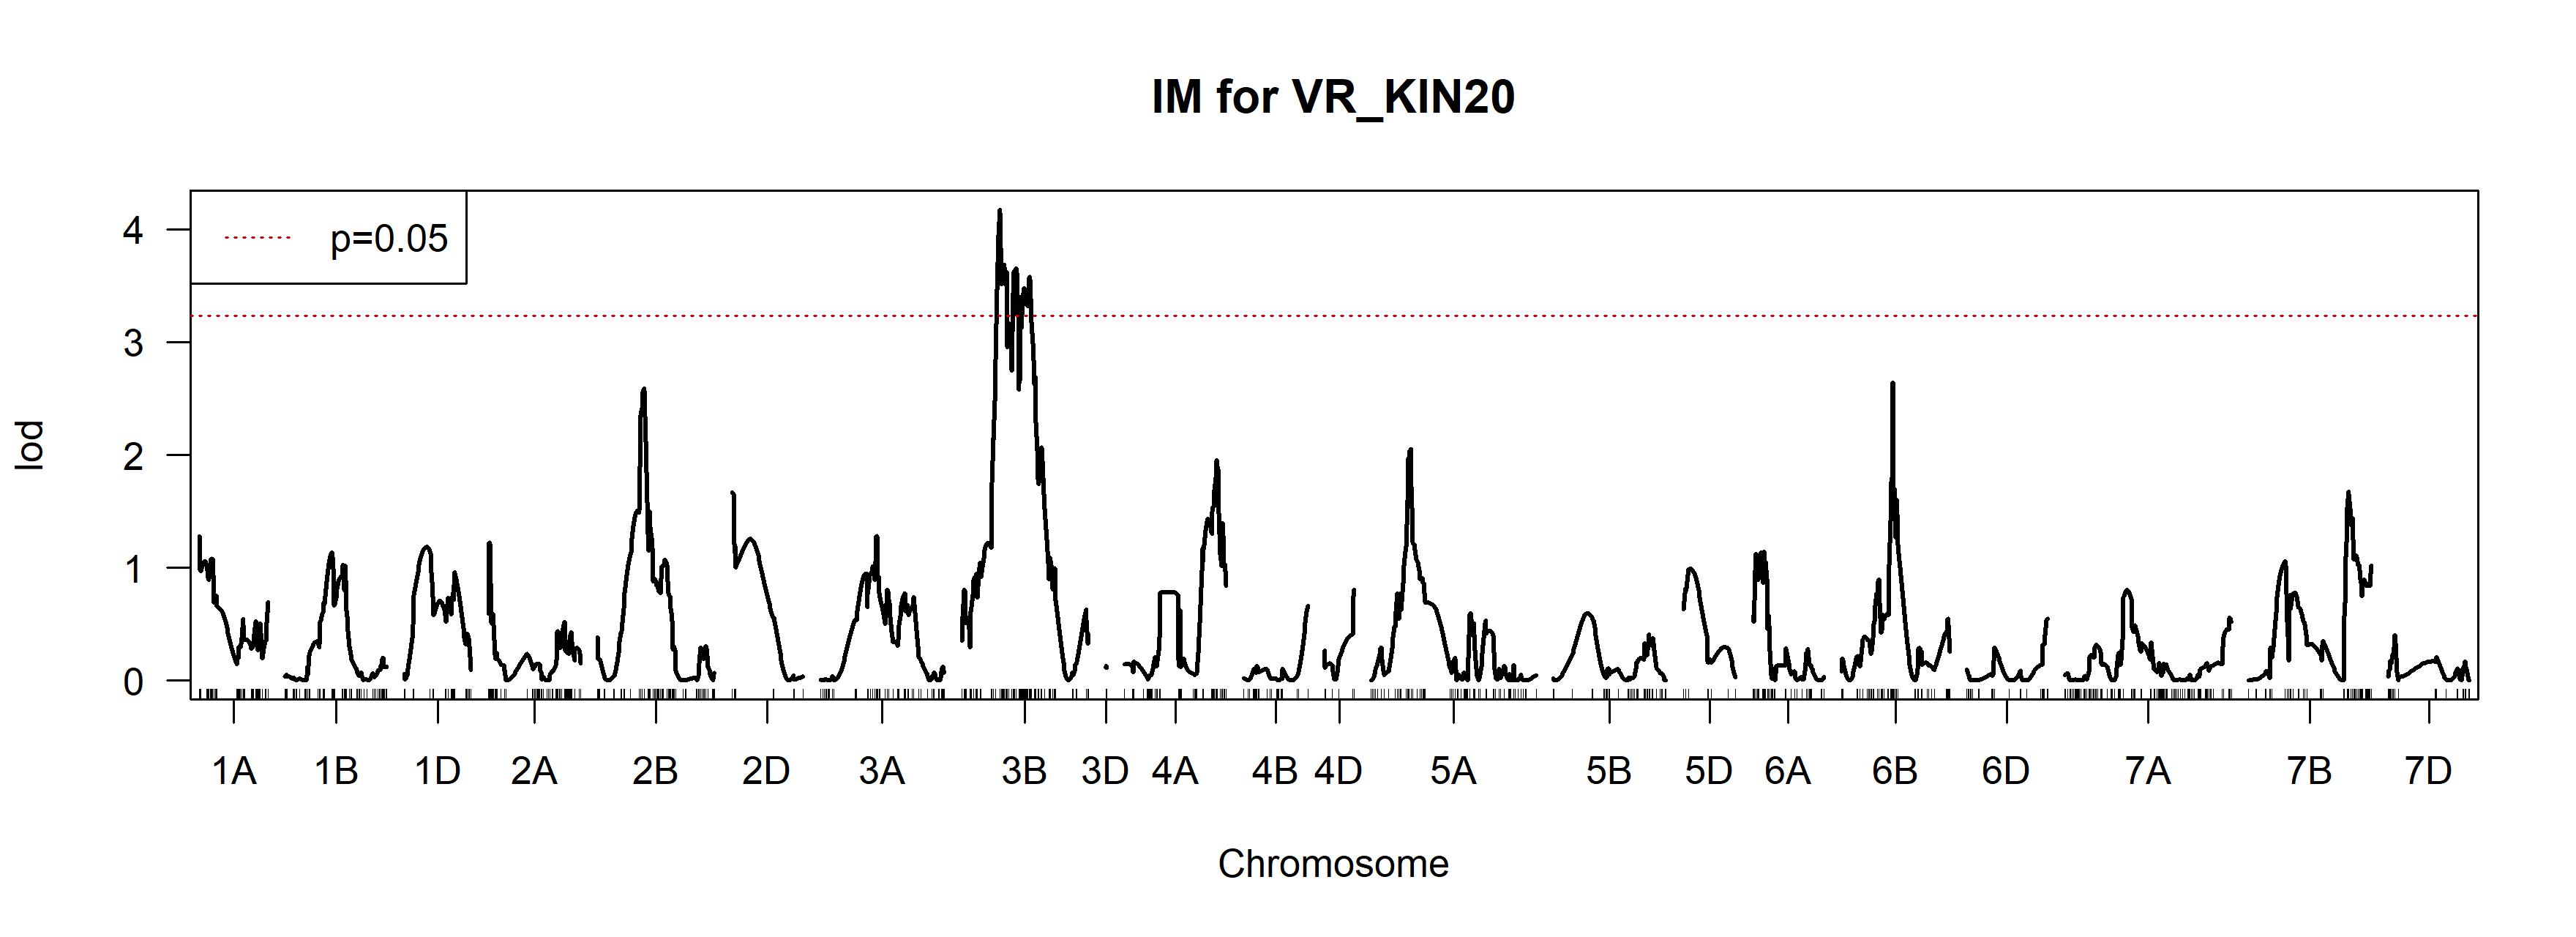 IM for VR_KIN20
p=0.05
4
3
2
1
0
lod
1A 1B 1D 2A 2B 2D 3A 3B 3D 4A 4B 4D 5A 5B 5D 6A 6B 6D 7A 7B 7D
Chromosome